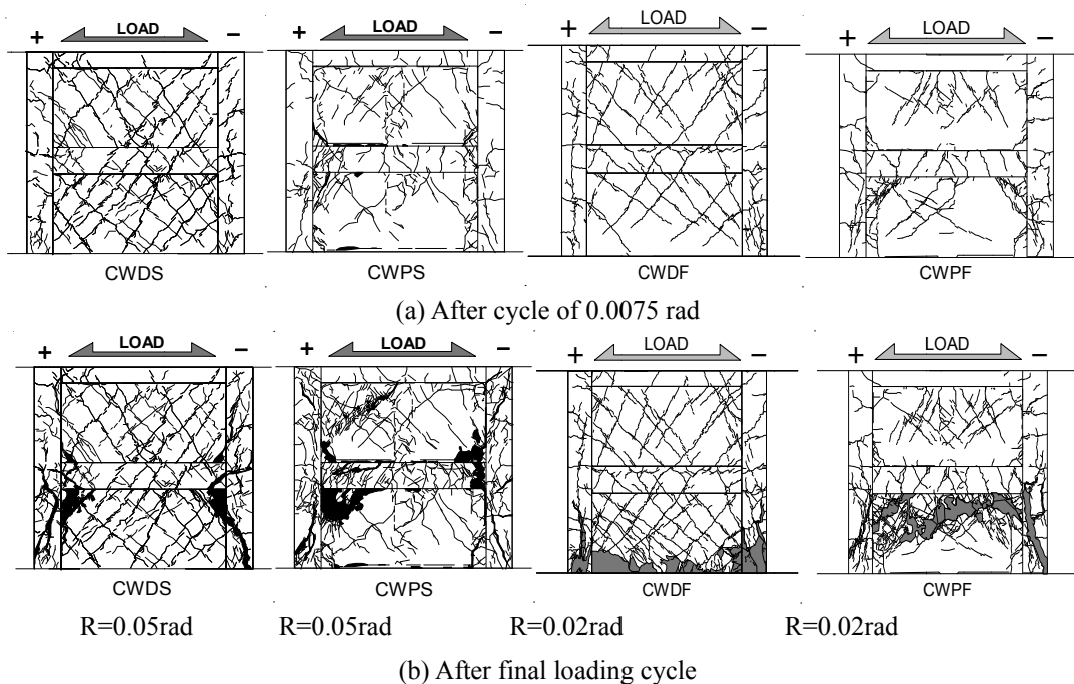 + LOAD − + LOAD − + LOAD − + LOAD −
CWDS CWPS CWDF CWPF
(a) After cycle of 0.0075 rad
+ LOAD − + LOAD − + LOAD − + LOAD −
CWDS CWPS CWDF CWPF
R=0.05rad R=0.05rad R=0.02rad R=0.02rad
(b) After final loading cycle